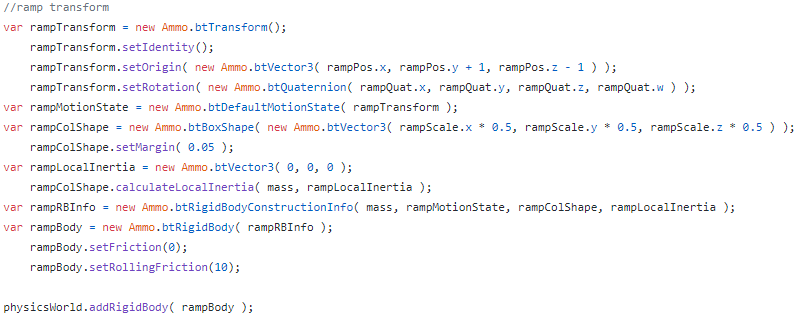 //ramp transform
var rampTransform = new Ammo.btTransform();
    rampTransform.setIdentity();
    rampTransform.setOrigin( new Ammo.btVector3( rampPos.x, rampPos.y + 1, rampPos.z - 1 ) );
    rampTransform.setRotation( new Ammo.btQuaternion( rampQuat.x, rampQuat.y, rampQuat.z, rampQuat.w ) );
var rampMotionState = new Ammo.btDefaultMotionState( rampTransform );
var rampColShape = new Ammo.btBoxShape( new Ammo.btVector3( rampScale.x * 0.5, rampScale.y * 0.5, rampScale.z * 0.5 ) );
    rampColShape.setMargin( 0.05 );
var rampLocalInertia = new Ammo.btVector3( 0, 0, 0 );
    rampColShape.calculateLocalInertia( mass, rampLocalInertia );
var rampRBInfo = new Ammo.btRigidBodyConstructionInfo( mass, rampMotionState, rampColShape, rampLocalInertia );
var rampBody = new Ammo.btRigidBody( rampRBInfo );
    rampBody.setFriction(0);
    rampBody.setRollingFriction(10);

physicsWorld.addRigidBody( rampBody );